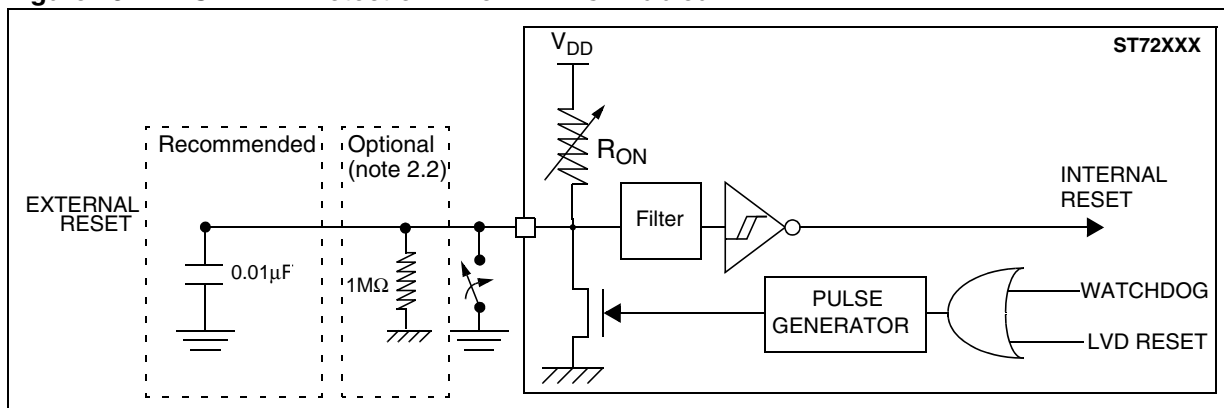 V_DD
ST72XXX
Recommended
Optional
(note 2.2)
R_ON
EXTERNAL
RESET
Filter
INTERNAL
RESET
0.01μF
1MΩ
PULSE
GENERATOR
WATCHDOG
LVD RESET